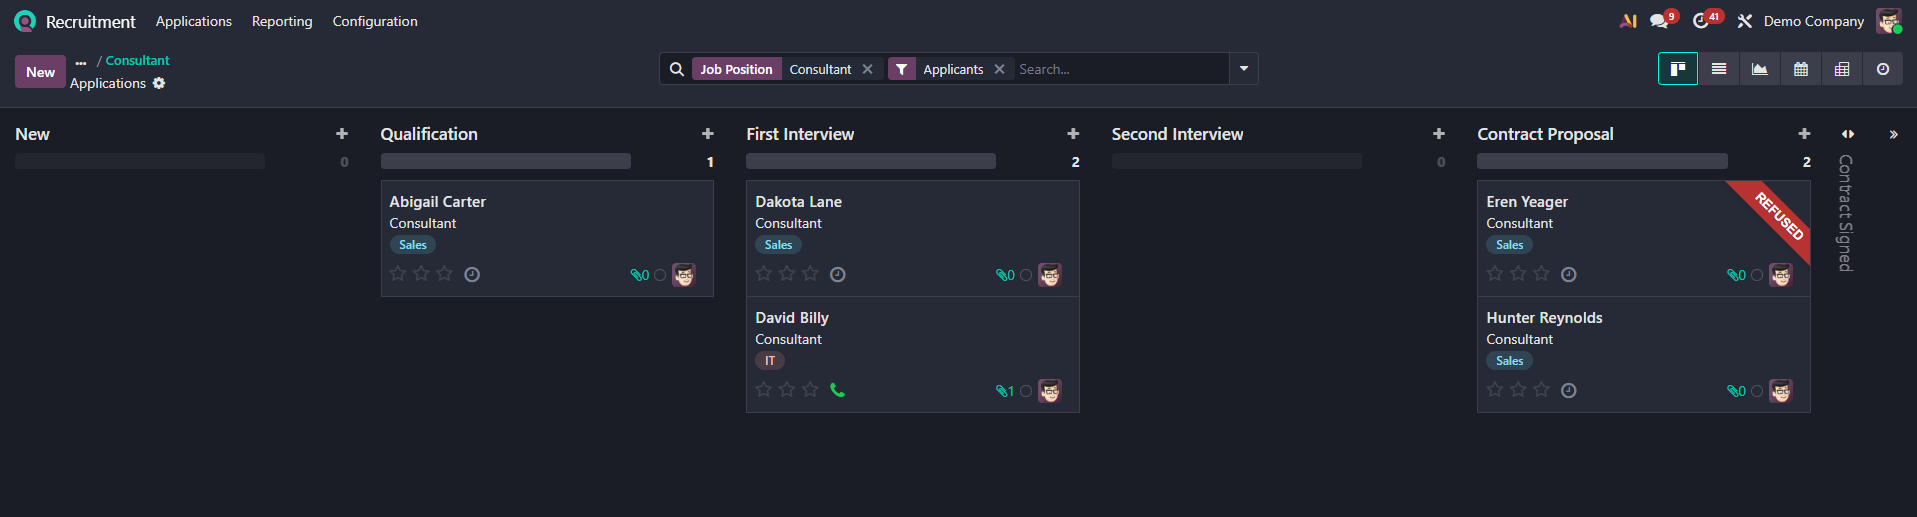 Recruitment Applications Reporting Configuration
AI 9 41 Demo Company
New ... / Consultant
Applications
Job Position Consultant Applicants Search...
New 0
Qualification 1
Abigail Carter
Consultant
Sales
0
First Interview 2
Dakota Lane
Consultant
Sales
0
David Billy
Consultant
IT
1
Second Interview 0
Contract Proposal 2
Eren Yeager
REFUSED
Consultant
Sales
0
Hunter Reynolds
Consultant
Sales
0
Contract Signed